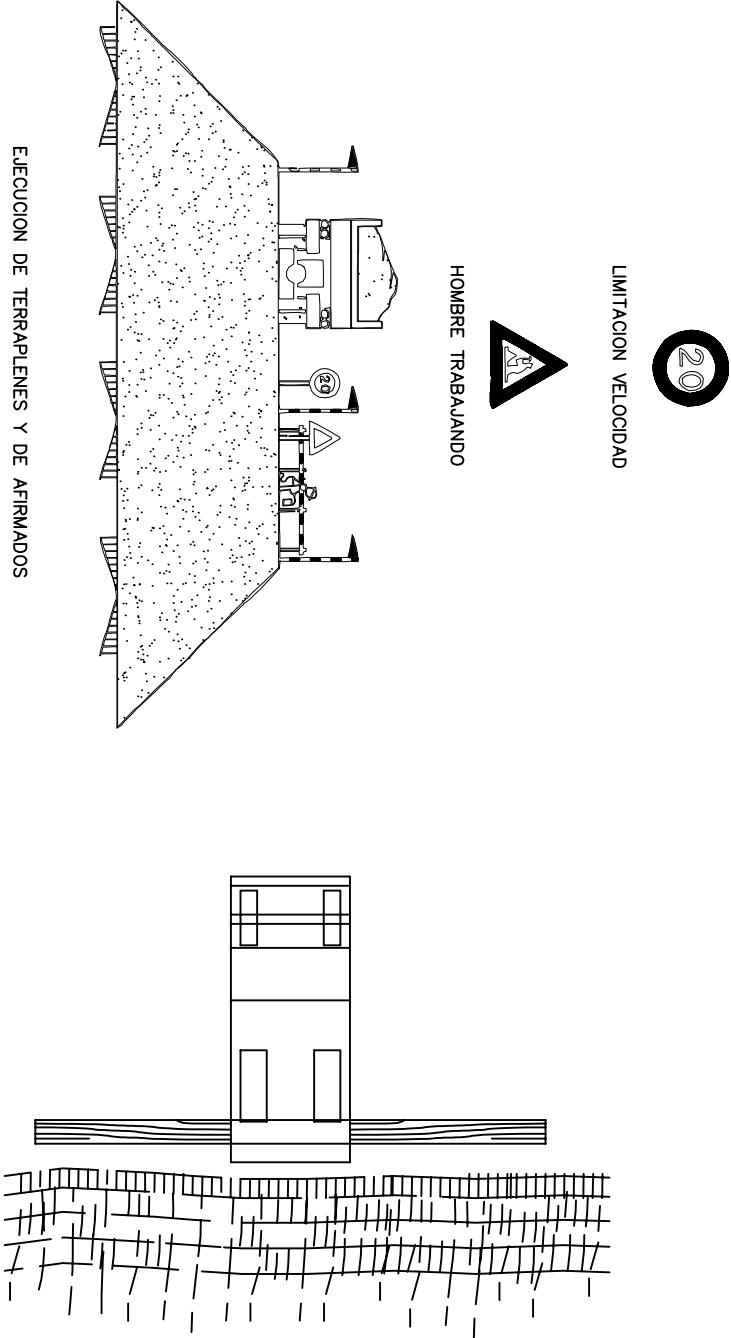 20
LIMITACION VELOCIDAD
HOMBRE TRABAJANDO
20
EJECUCION DE TERRAPLENES Y DE AFIRMADOS